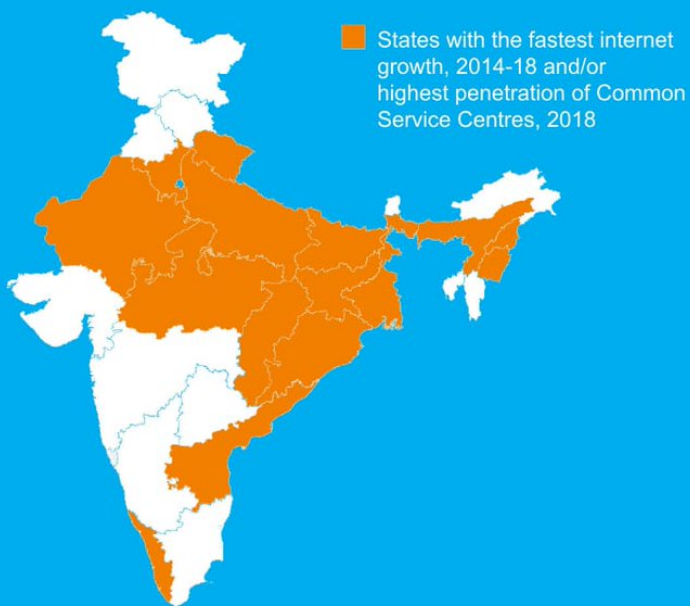 States with the fastest internet
growth, 2014-18 and/or
highest penetration of Common
Service Centres, 2018